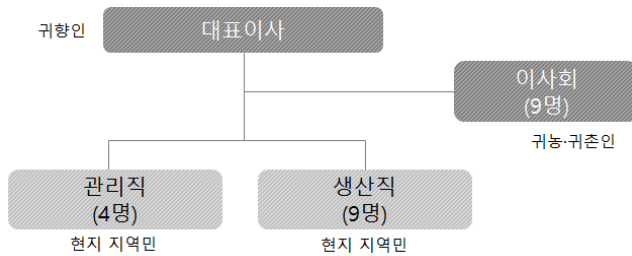 귀향인
대표이사
이사회
(9명)
귀농·귀촌인
관리직
(4명)
생산직
(9명)
현지 지역민
현지 지역민